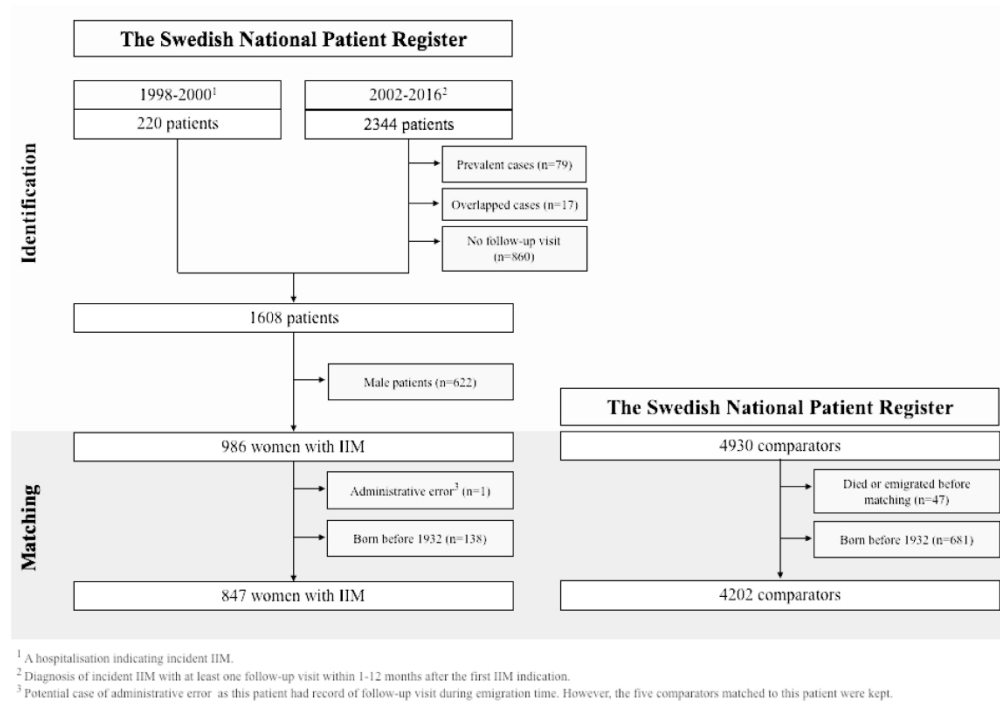 The Swedish National Patient Register
1998-2000¹
220 patients
2002-2016²
2344 patients
Identification
Prevalent cases (n=79)
Overlapped cases (n=17)
No follow-up visit
(n=860)
1608 patients
Male patients (n=622)
The Swedish National Patient Register
Matching
986 women with IIM
4930 comparators
Administrative error³ (n=1)
Born before 1932 (n=138)
Died or emigrated before
matching (n=47)
Born before 1932 (n=681)
847 women with IIM
4202 comparators
¹ A hospitalisation indicating incident IIM.
² Diagnosis of incident IIM with at least one follow-up visit within 1-12 months after the first IIM indication.
³ Potential case of administrative error as this patient had record of follow-up visit during emigration time. However, the five comparators matched to this patient were kept.